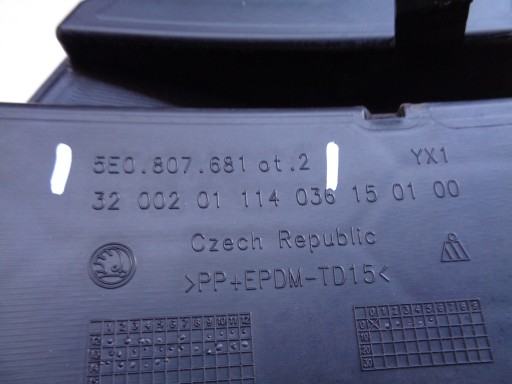 5E0.807.681 ot.2 YX1
32 002 01 114 036 15 01 00
Czech Republic
>PP+EPDM-TD15<